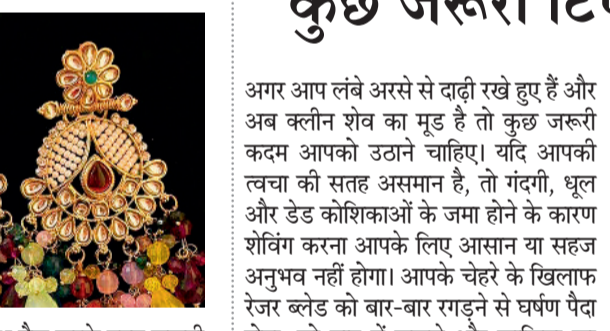 कुछ जरूरी टिप
अगर आप लंबे अरसे से दाढ़ी रखे हुए हैं और
अब क्लीन शेव का मूड है तो कुछ जरूरी
कदम आपको उठाने चाहिए। यदि आपकी
त्वचा की सतह असमान है, तो गंदगी, धूल
और डेड कोशिकाओं के जमा होने के कारण
शेविंग करना आपके लिए आसान या सहज
अनुभव नहीं होगा। आपके चेहरे के खिलाफ
रेजर ब्लेड को बार-बार रगड़ने से घर्षण पैदा